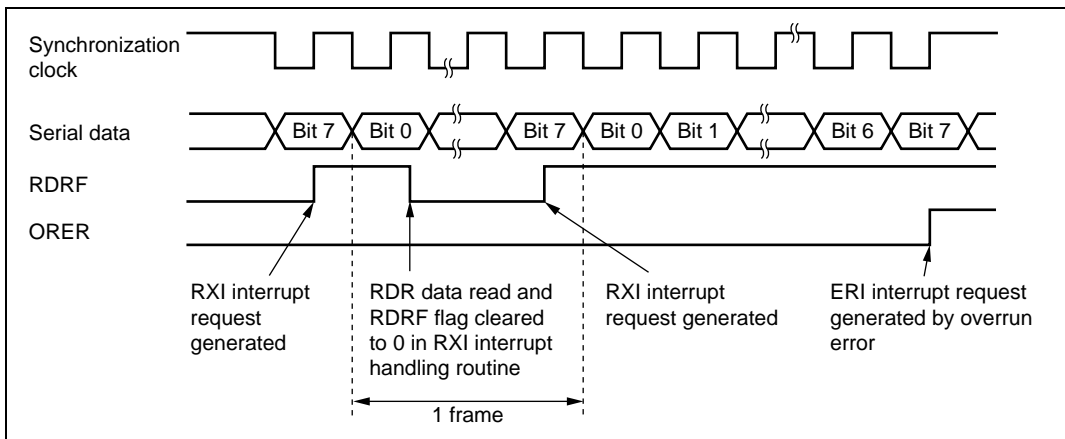 Synchronization
clock
Serial data
Bit 7 Bit 0 Bit 7 Bit 0 Bit 1 Bit 6 Bit 7
RDRF
ORER
RXI interrupt
request
generated
RDR data read and
RDRF flag cleared
to 0 in RXI interrupt
handling routine
RXI interrupt
request generated
ERI interrupt request
generated by overrun
error
1 frame